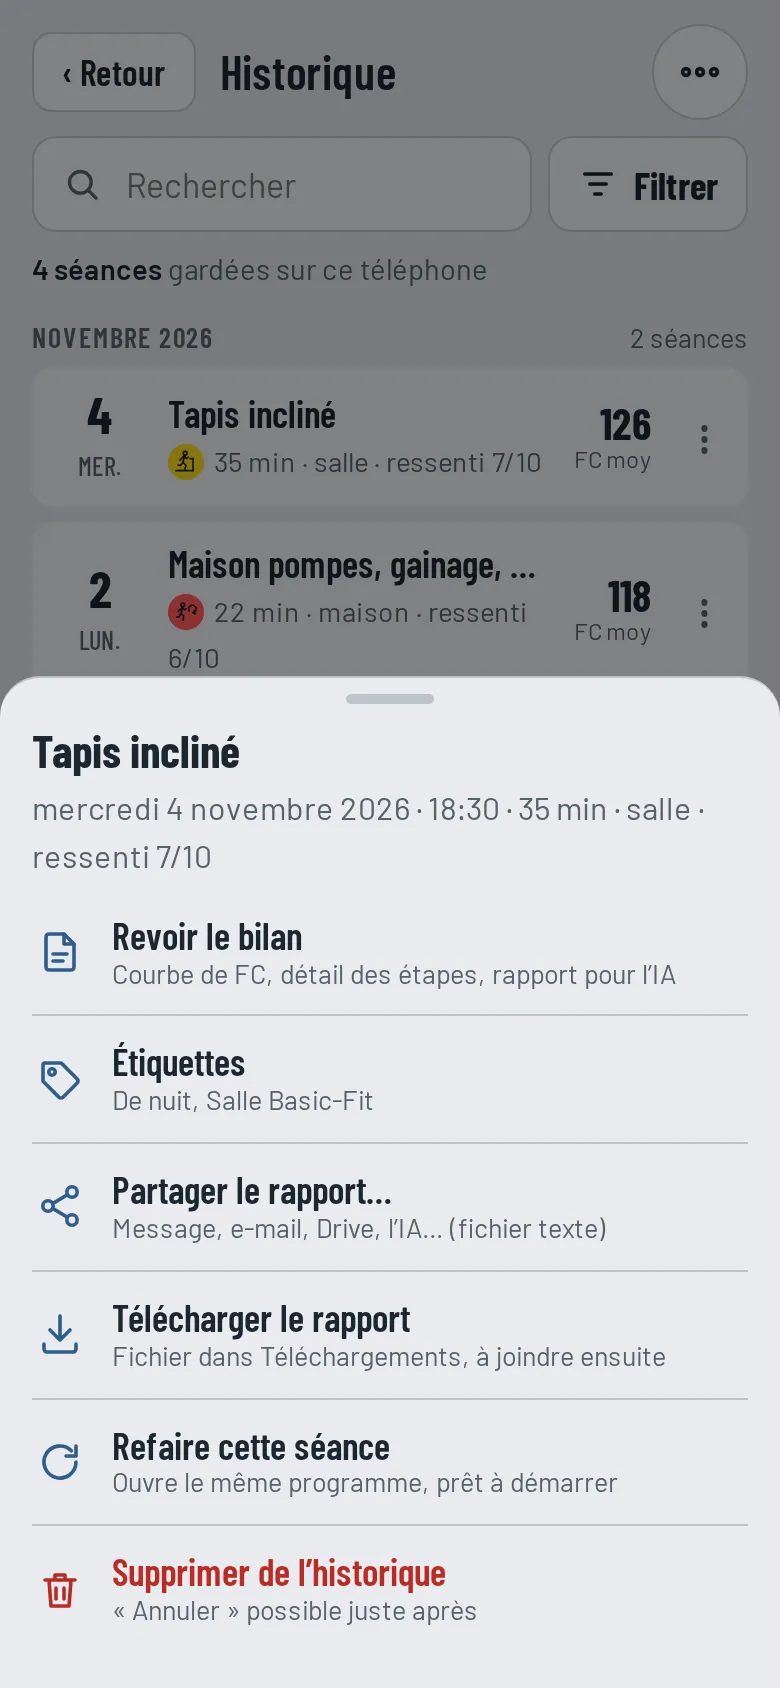 ‹ Retour
Historique
Rechercher
Filtrer
4 séances gardées sur ce téléphone
NOVEMBRE 2026
2 séances
4
MER.
Tapis incliné
35 min · salle · ressenti 7/10
126
FC moy
2
LUN.
Maison pompes, gainage, ...
22 min · maison · ressenti
6/10
118
FC moy
Tapis incliné
mercredi 4 novembre 2026 · 18:30 · 35 min · salle ·
ressenti 7/10
Revoir le bilan
Courbe de FC, détail des étapes, rapport pour l’IA
Étiquettes
De nuit, Salle Basic-Fit
Partager le rapport…
Message, e-mail, Drive, l’IA… (fichier texte)
Télécharger le rapport
Fichier dans Téléchargements, à joindre ensuite
Refaire cette séance
Ouvre le même programme, prêt à démarrer
Supprimer de l’historique
« Annuler » possible juste après